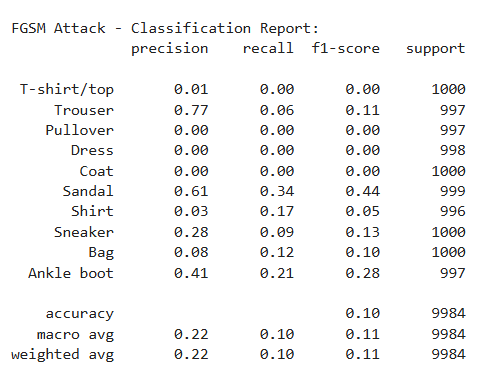 FGSM Attack - Classification Report:
precision recall f1-score support
T-shirt/top 0.01 0.00 0.00 1000
Trouser 0.77 0.06 0.11 997
Pullover 0.00 0.00 0.00 997
Dress 0.00 0.00 0.00 998
Coat 0.00 0.00 0.00 1000
Sandal 0.61 0.34 0.44 999
Shirt 0.03 0.17 0.05 996
Sneaker 0.28 0.09 0.13 1000
Bag 0.08 0.12 0.10 1000
Ankle boot 0.41 0.21 0.28 997
accuracy 0.10 9984
macro avg 0.22 0.10 0.11 9984
weighted avg 0.22 0.10 0.11 9984